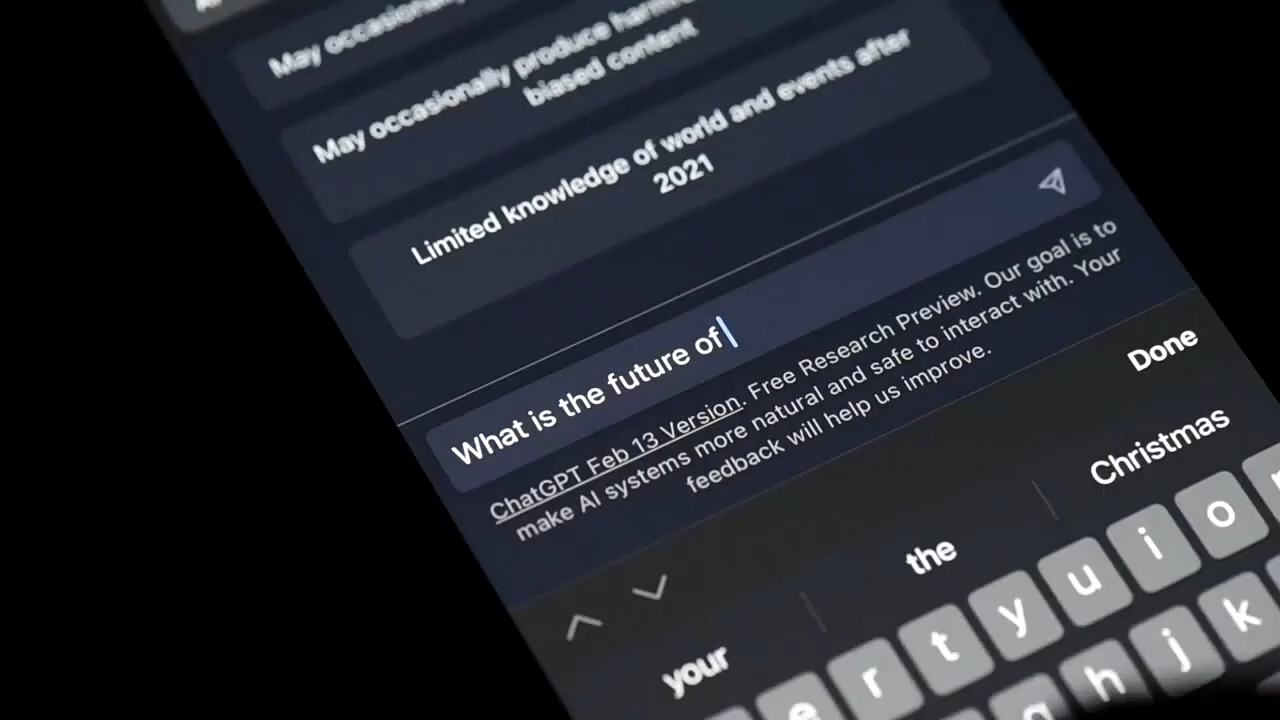 May occasionally
May occasionally produce
biased content
Limited knowledge of world and events after
2021
What is the future of
ChatGPT Feb 13 Version. Free Research Preview. Our goal is to
make AI systems more natural and safe to interact with. Your
feedback will help us improve.
Done
your the Christmas
e r t y u i o
g h j k